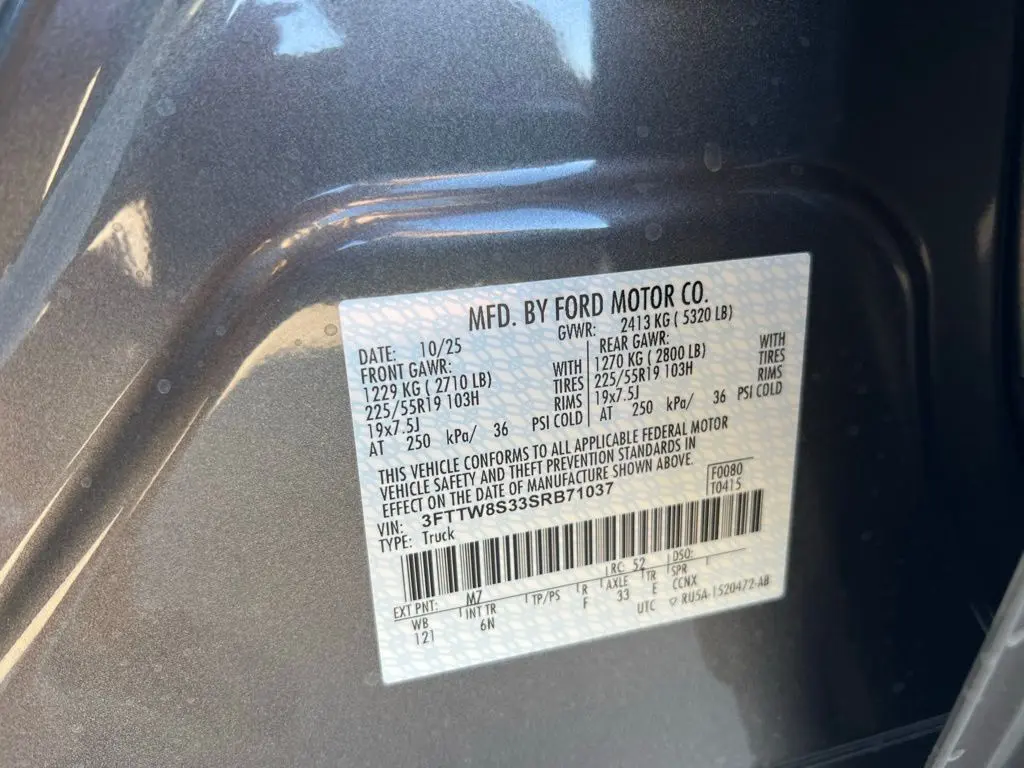 MFD. BY FORD MOTOR CO.
DATE: 10/25 GVWR: 2413 KG ( 5320 LB)
FRONT GAWR: WITH REAR GAWR: WITH
1229 KG ( 2710 LB) TIRES 1270 KG ( 2800 LB) TIRES
225/55R19 103H RIMS 225/55R19 103H RIMS
19x7.5J 19x7.5J
AT 250 kPa/ 36 PSI COLD AT 250 kPa/ 36 PSI COLD
THIS VEHICLE CONFORMS TO ALL APPLICABLE FEDERAL MOTOR
VEHICLE SAFETY AND THEFT PREVENTION STANDARDS IN
EFFECT ON THE DATE OF MANUFACTURE SHOWN ABOVE.
VIN: 3FTTW8S33SRB71037 F0080
TYPE: Truck T0415
EXT PNT: M7 RC: 52 DSO:
WB INT TR TP/PS R AXLE TR SPR
121 6N F 33 E CCNX
UTC RU5A-1520472-AB